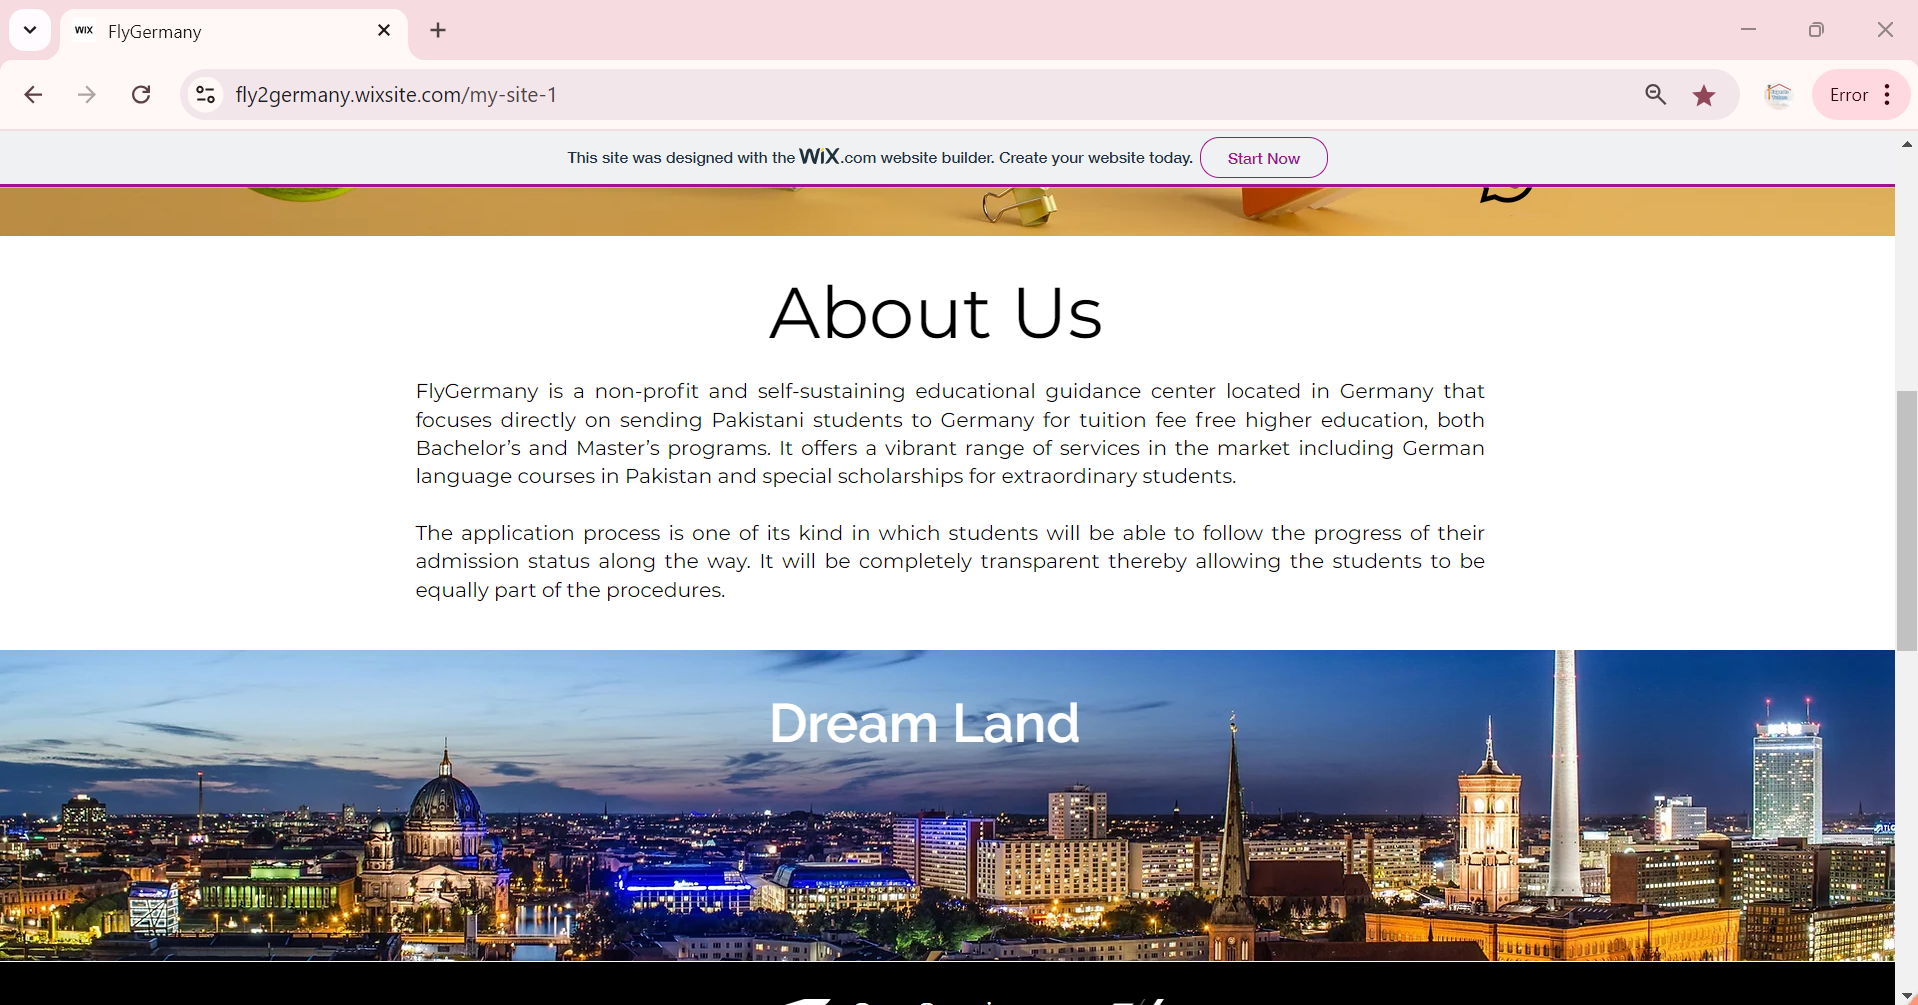 WIX FlyGermany
fly2germany.wixsite.com/my-site-1
Error
This site was designed with the WiX.com website builder. Create your website today. Start Now
About Us
FlyGermany is a non-profit and self-sustaining educational guidance center located in Germany that
focuses directly on sending Pakistani students to Germany for tuition fee free higher education, both
Bachelor’s and Master’s programs. It offers a vibrant range of services in the market including German
language courses in Pakistan and special scholarships for extraordinary students.
The application process is one of its kind in which students will be able to follow the progress of their
admission status along the way. It will be completely transparent thereby allowing the students to be
equally part of the procedures.
Dream Land